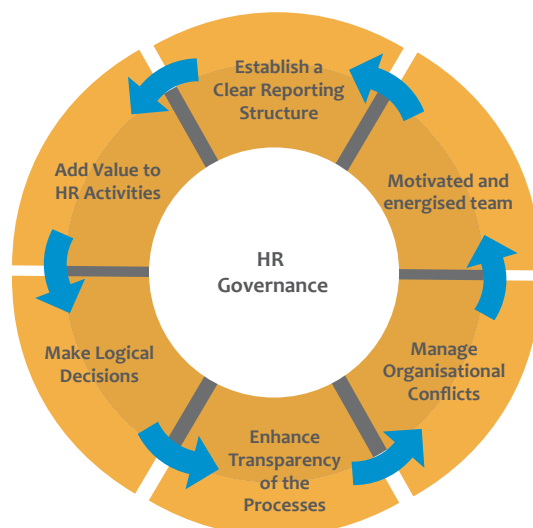 Establish a
Clear Reporting
Structure
Add Value to
HR Activities
Motivated and
energised team
HR
Governance
Make Logical
Decisions
Manage
Organisational
Conflicts
Enhance
Transparency
of the
Processes